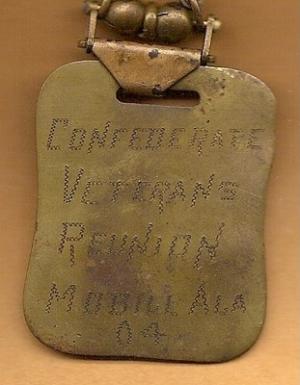 CONFEDERATE
VETERANS
REUNION
MOBILE ALA
04